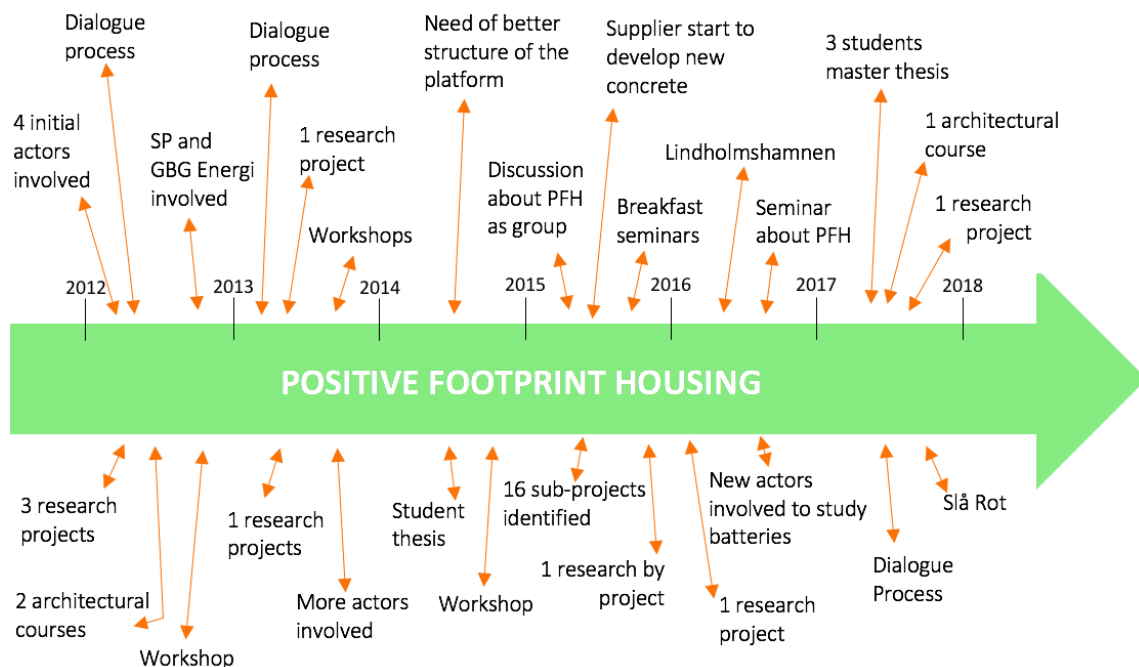 Dialogue
process
4 initial
actors
involved
SP and
GBG Energi
involved
Dialogue
process
1 research
project
Workshops
Need of better
structure of the
platform
Discussion
about PFH
as group
Supplier start to
develop new
concrete
Breakfast
seminars
Lindholmshamnen
Seminar
about PFH
3 students
master thesis
1 architectural
course
1 research
project
2012
2013
2014
2015
2016
2017
2018
POSITIVE FOOTPRINT HOUSING
3 research
projects
2 architectural
courses
Workshop
1 research
projects
More actors
involved
Student
thesis
Workshop
16 sub-projects
identified
1 research by
project
1 research
project
New actors
involved to study
batteries
Dialogue
Process
Slå Rot